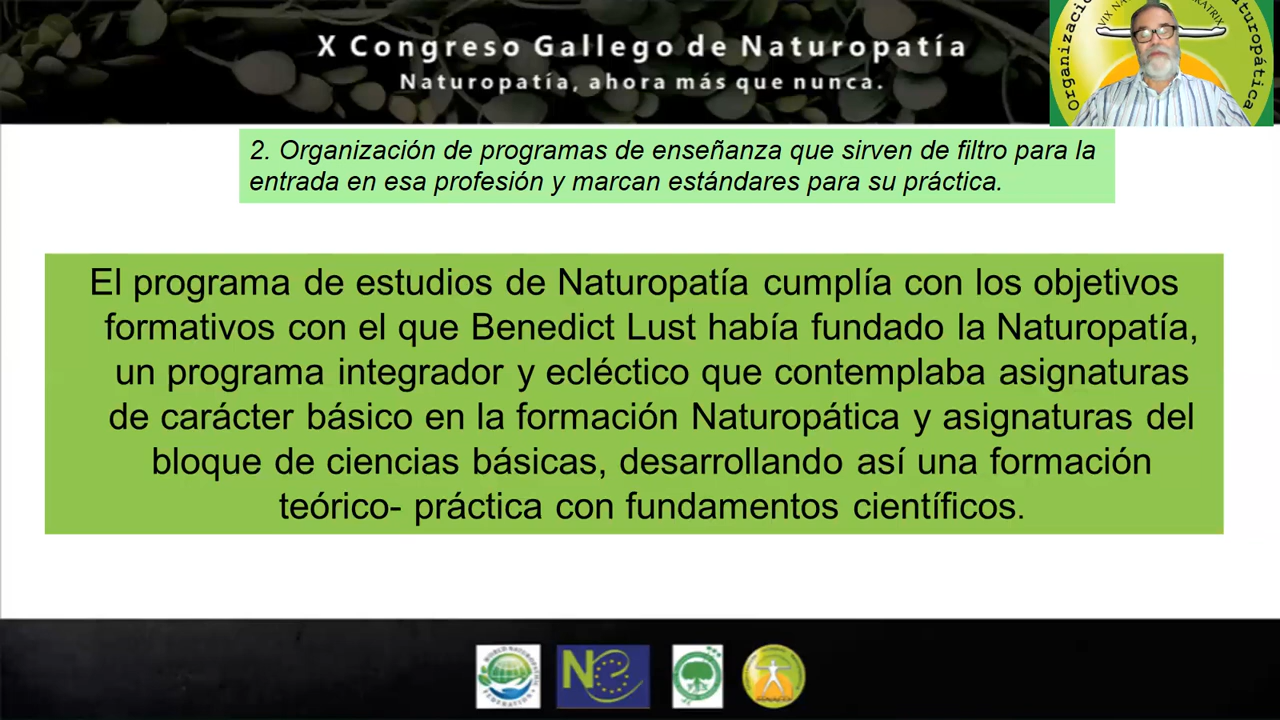 X Congreso Gallego de Naturopatía
Naturopatía, ahora más que nunca.
2. Organización de programas de enseñanza que sirven de filtro para la
entrada en esa profesión y marcan estándares para su práctica.
El programa de estudios de Naturopatía cumplía con los objetivos
formativos con el que Benedict Lust había fundado la Naturopatía,
un programa integrador y ecléctico que contemplaba asignaturas
de carácter básico en la formación Naturopática y asignaturas del
bloque de ciencias básicas, desarrollando así una formación
teórico- práctica con fundamentos científicos.
WORLD NATUROPATHIC
FEDERATION